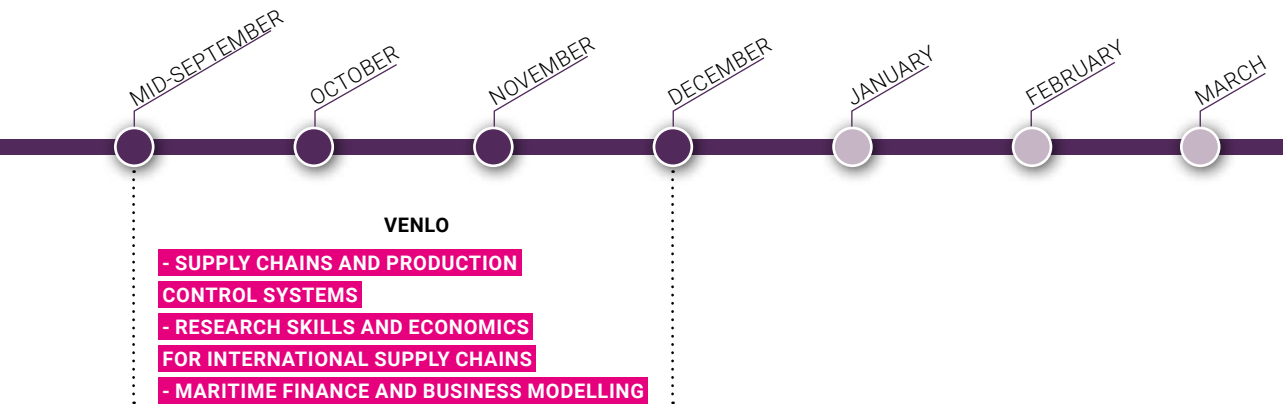 MID-SEPTEMBER
OCTOBER
NOVEMBER
DECEMBER
JANUARY
FEBRUARY
MARCH
VENLO
- SUPPLY CHAINS AND PRODUCTION
CONTROL SYSTEMS
- RESEARCH SKILLS AND ECONOMICS
FOR INTERNATIONAL SUPPLY CHAINS
- MARITIME FINANCE AND BUSINESS MODELLING